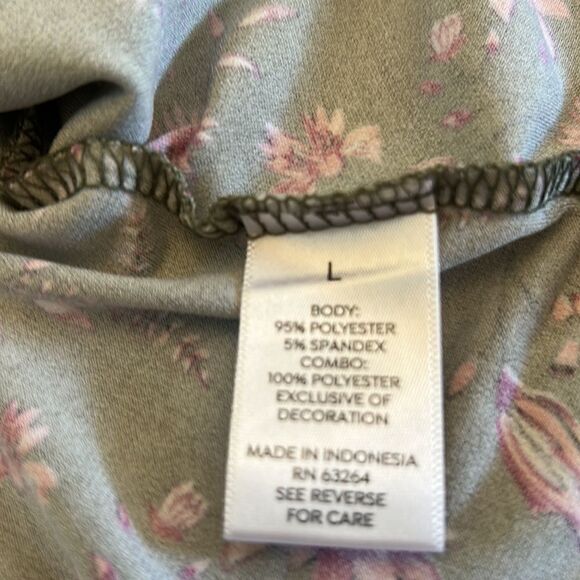 L
BODY:
95% POLYESTER
5% SPANDEX
COMBO:
100% POLYESTER
EXCLUSIVE OF
DECORATION
MADE IN INDONESIA
RN 63264
SEE REVERSE
FOR CARE